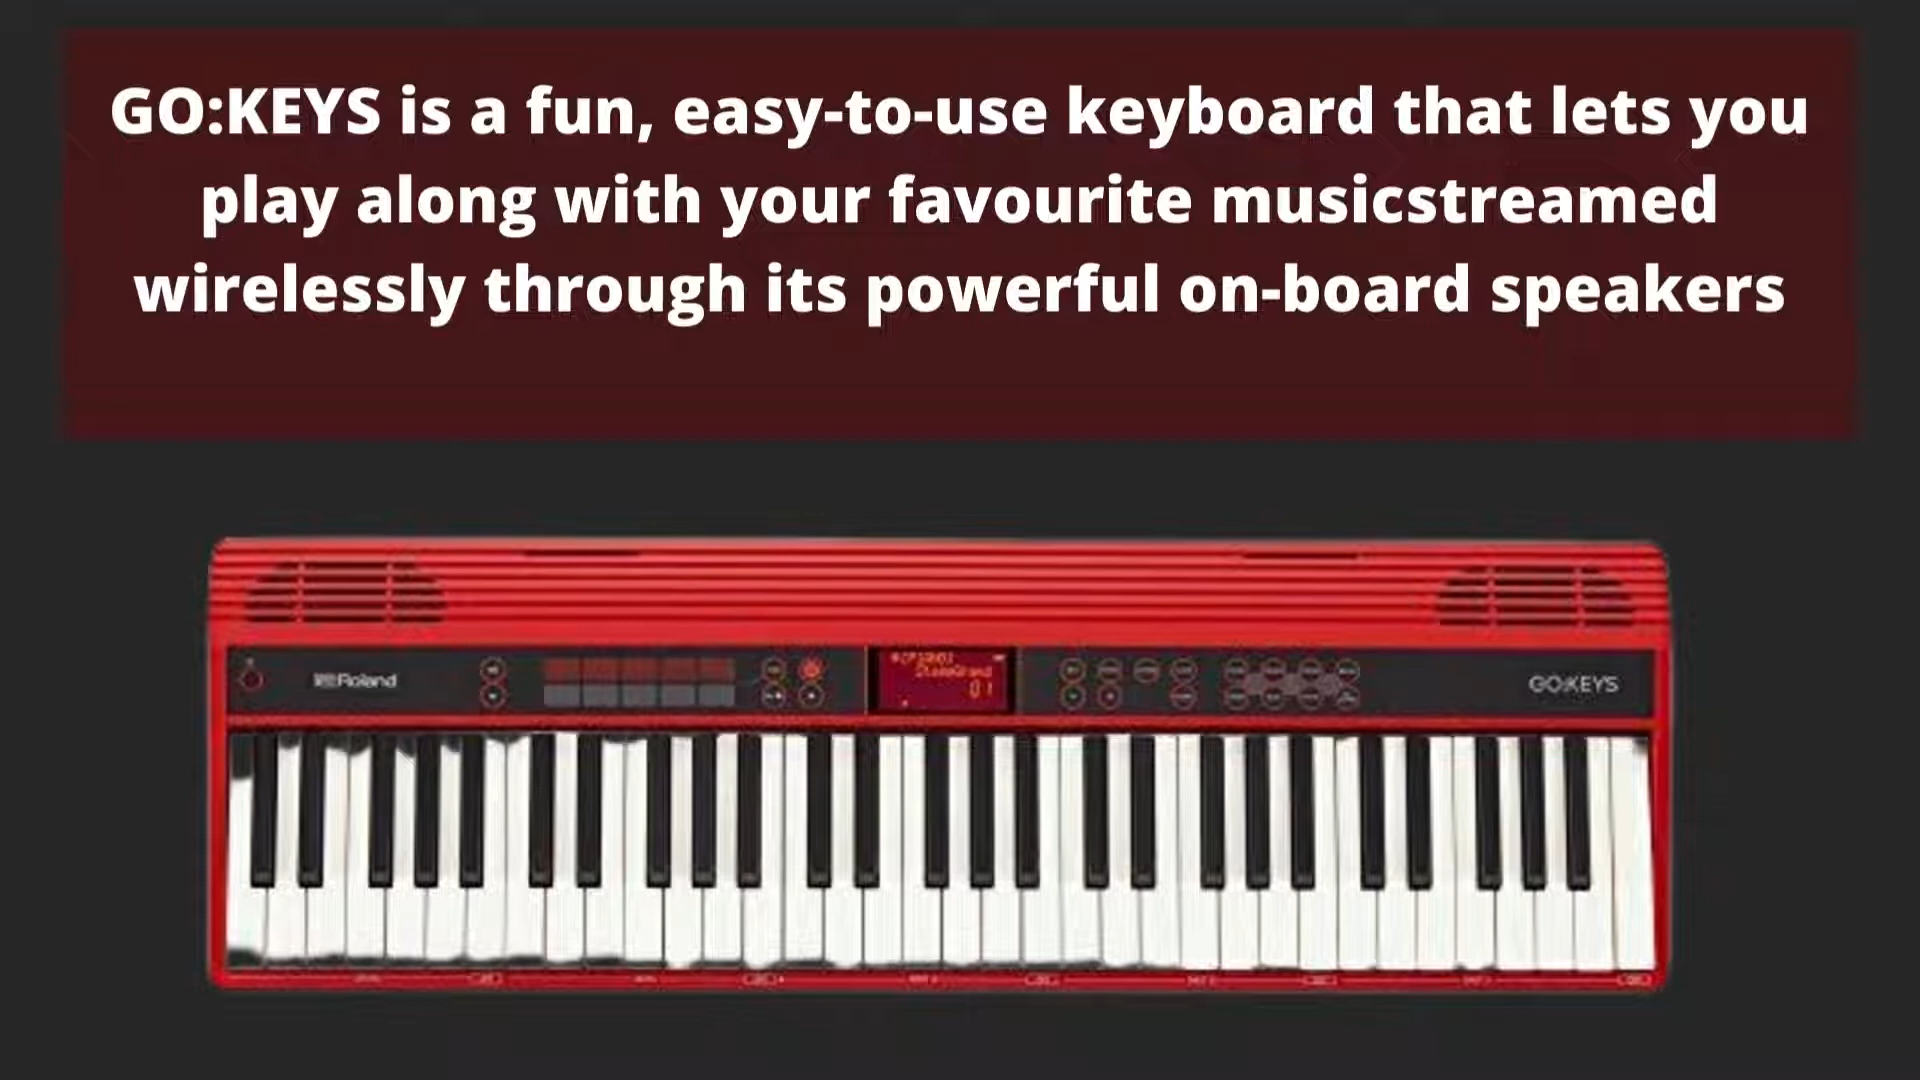 GO:KEYS is a fun, easy-to-use keyboard that lets you
play along with your favourite musicstreamed
wirelessly through its powerful on-board speakers
Roland
GO:KEYS
01